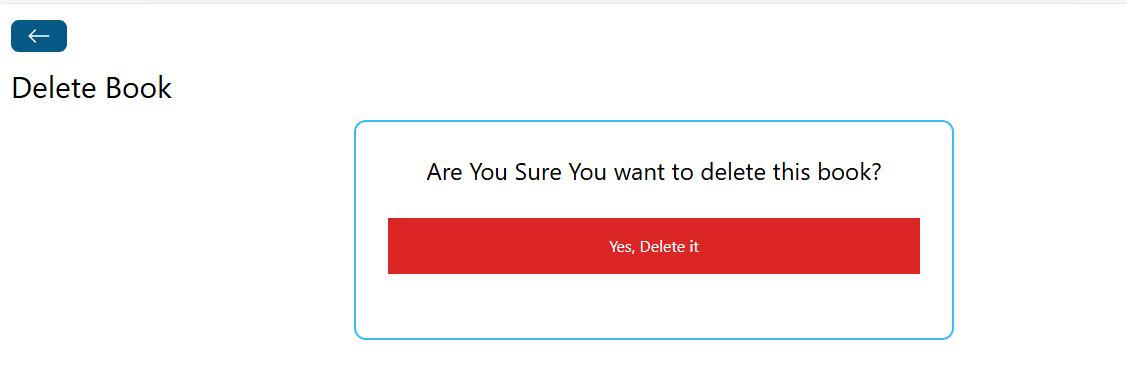 Delete Book
Are You Sure You want to delete this book?
Yes, Delete it